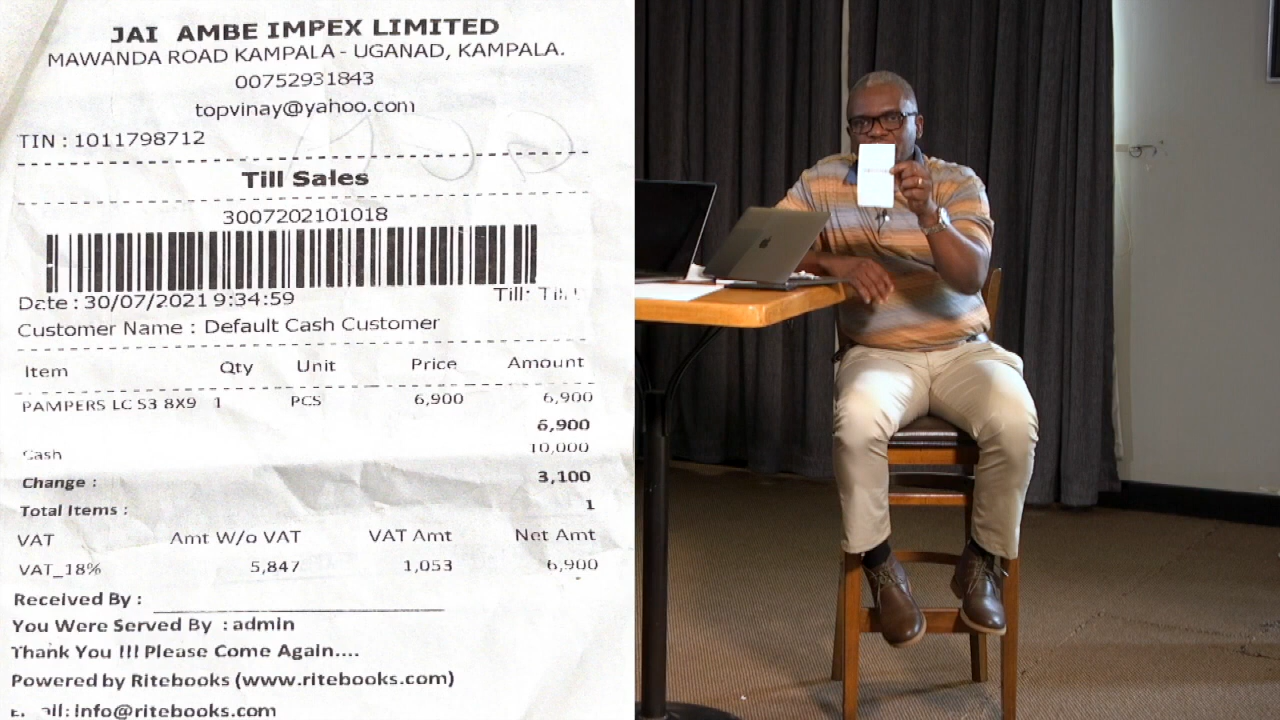 JAI AMBE IMPEX LIMITED
MAWANDA ROAD KAMPALA - UGANAD, KAMPALA.
00752931843
topvinay@yahoo.com
TIN : 1011798712
Till Sales
3007202101018
Date : 30/07/2021 9:34:59 Till:
Customer Name : Default Cash Customer
Item Qty Unit Price Amount
PAMPERS LC S3 8X9 1 PCS 6,900 6,900
6,900
Cash 10,000
Change : 3,100
Total Items : 1
VAT Amt W/o VAT VAT Amt Net Amt
VAT_18% 5,847 1,053 6,900
Received By :
You Were Served By : admin
Thank You !!! Please Come Again....
Powered by Ritebooks (www.ritebooks.com)
info@ritebooks.com